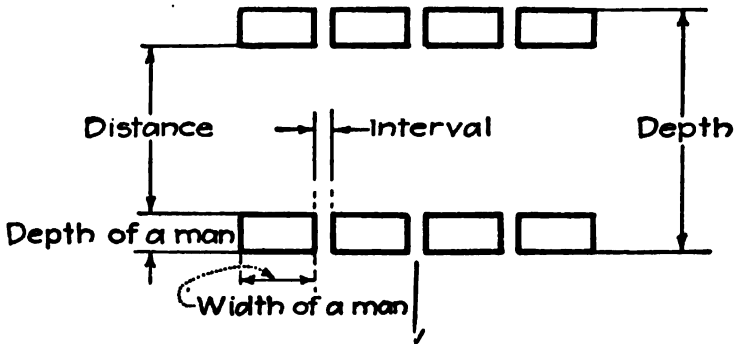 Distance
Interval
Depth
Depth of a man
Width of a man